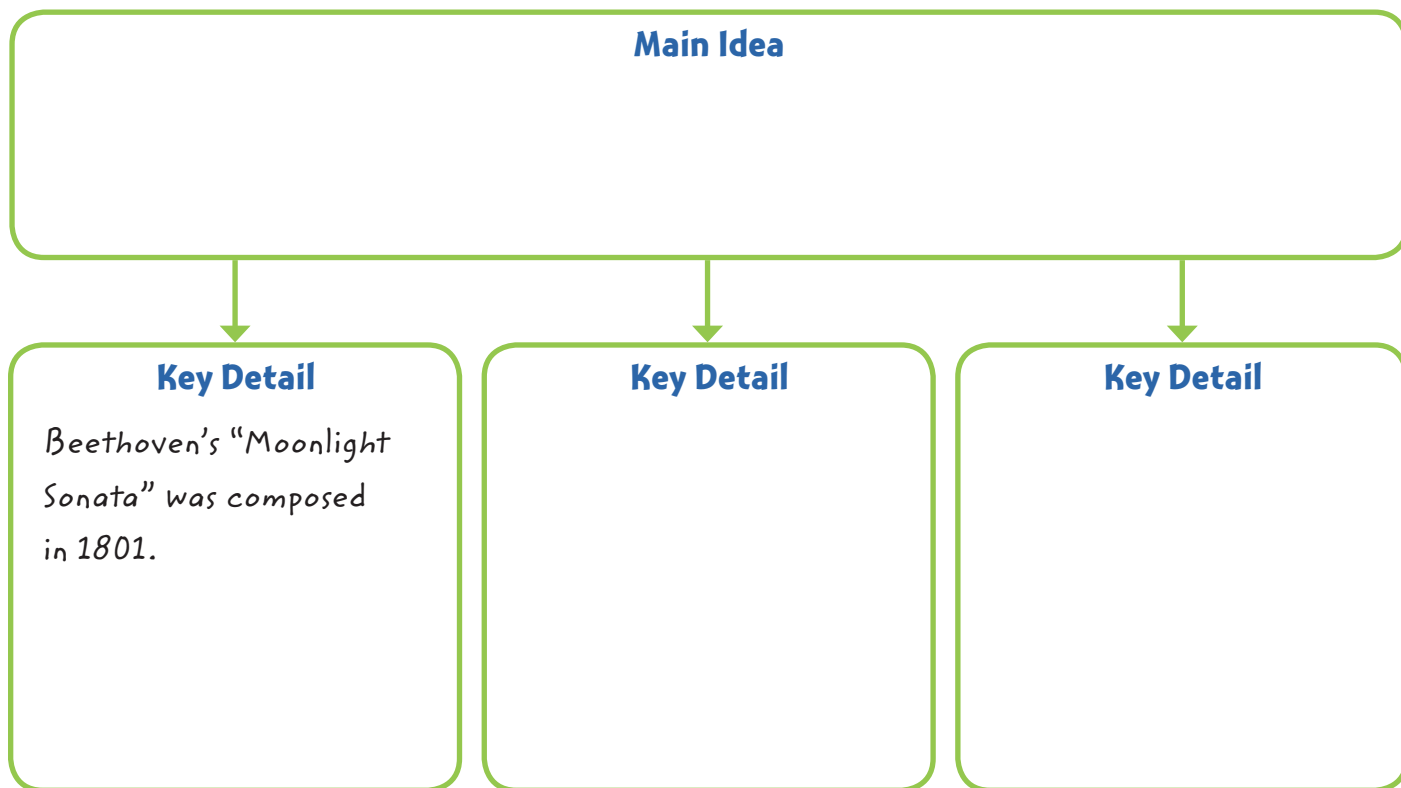 Main Idea
Key Detail
Beethoven’s “Moonlight
Sonata” was composed
in 1801.
Key Detail
Key Detail